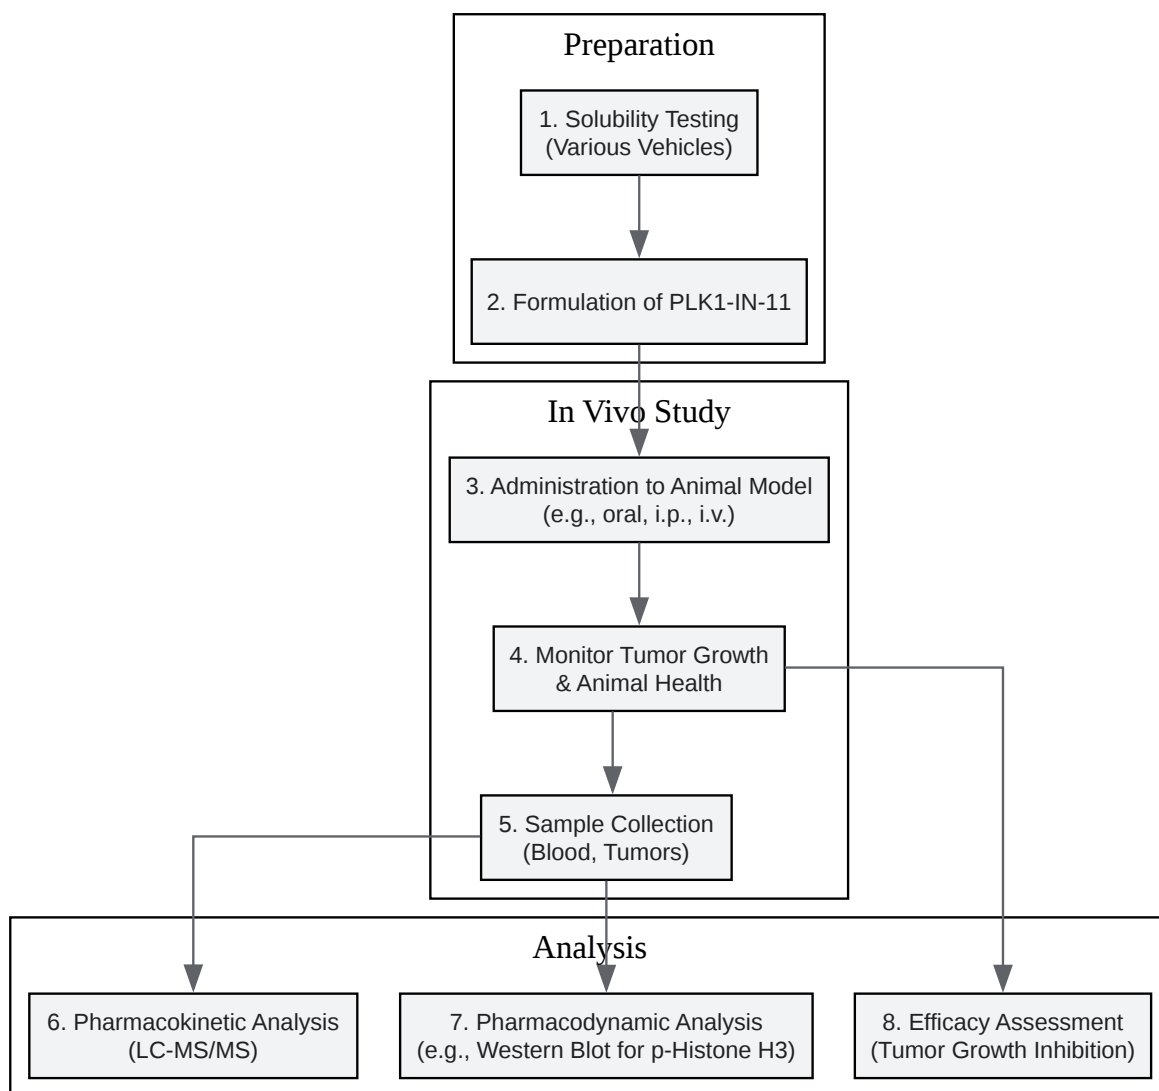 Preparation
1. Solubility Testing
(Various Vehicles)
2. Formulation of PLK1-IN-11
In Vivo Study
3. Administration to Animal Model
(e.g., oral, i.p., i.v.)
4. Monitor Tumor Growth
& Animal Health
5. Sample Collection
(Blood, Tumors)
Analysis
6. Pharmacokinetic Analysis
(LC-MS/MS)
7. Pharmacodynamic Analysis
(e.g., Western Blot for p-Histone H3)
8. Efficacy Assessment
(Tumor Growth Inhibition)